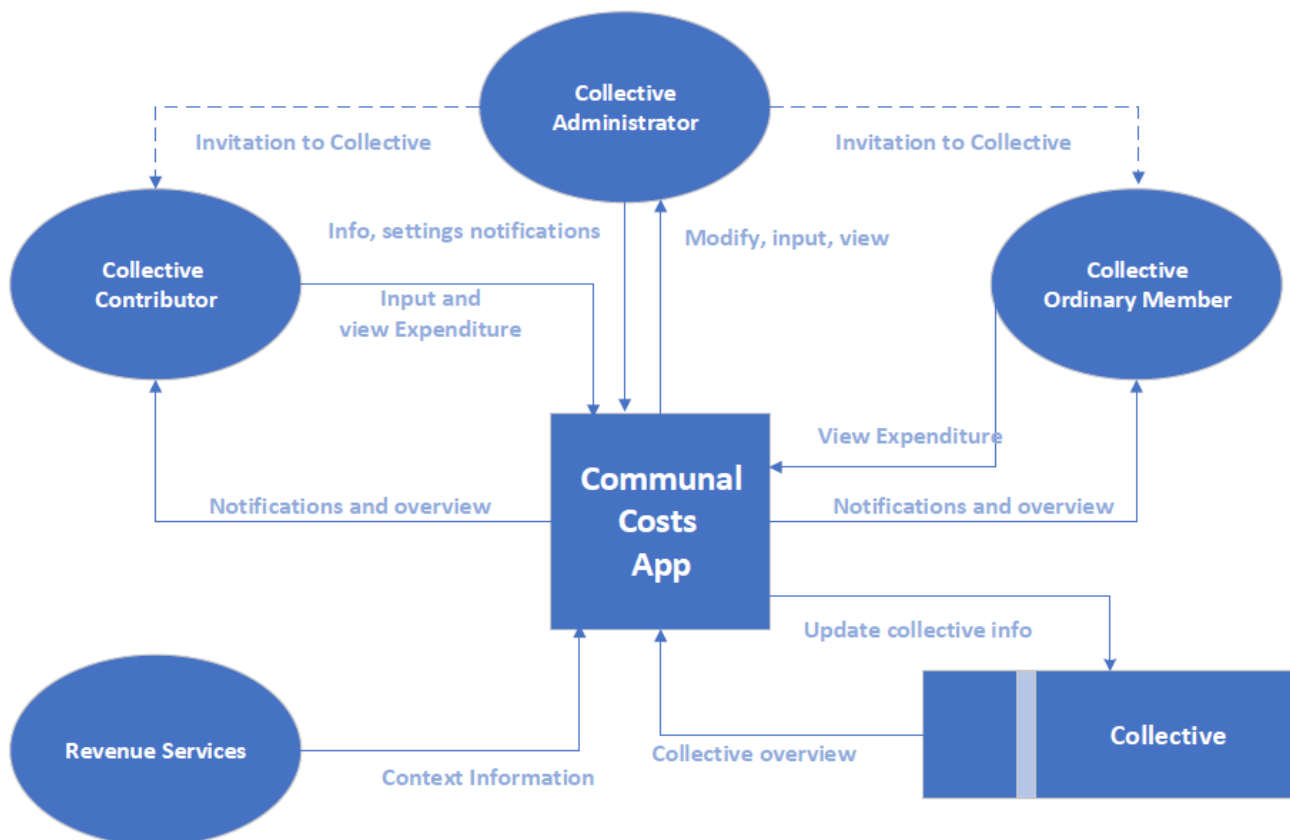 Collective
Administrator
Invitation to Collective
Invitation to Collective
Info, settings notifications
Modify, input, view
Collective
Contributor
Collective
Ordinary Member
Input and
view Expenditure
View Expenditure
Communal
Costs
App
Notifications and overview
Notifications and overview
Update collective info
Revenue Services
Collective
Collective overview
Context Information